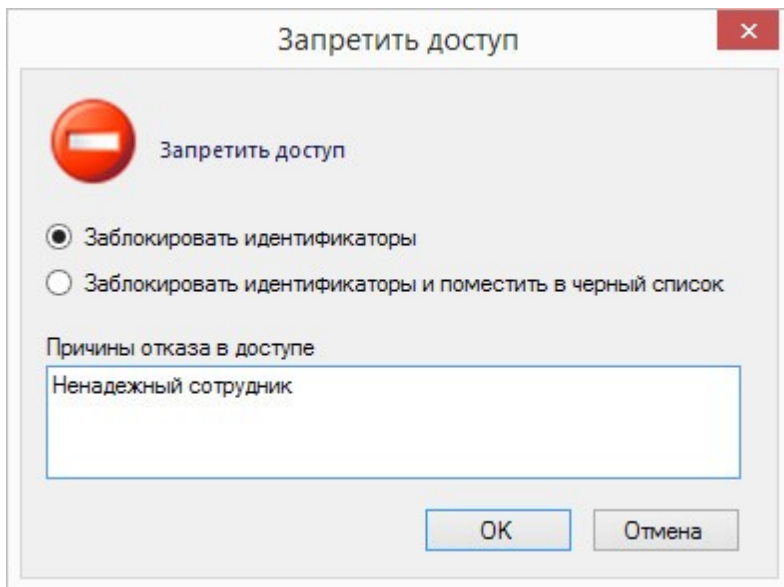 Запретить доступ
Запретить доступ
Заблокировать идентификаторы
Заблокировать идентификаторы и поместить в черный список
Причины отказа в доступе
Ненадежный сотрудник
OK
Отмена